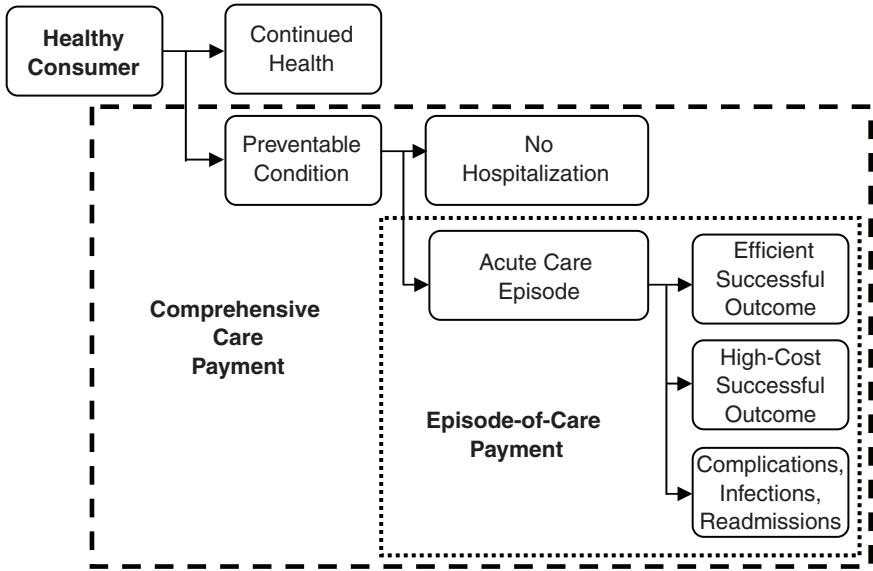 Healthy
Consumer
Continued
Health
Preventable
Condition
No
Hospitalization
Acute Care
Episode
Efficient
Successful
Outcome
Comprehensive
Care
Payment
High-Cost
Successful
Outcome
Episode-of-Care
Payment
Complications,
Infections,
Readmissions